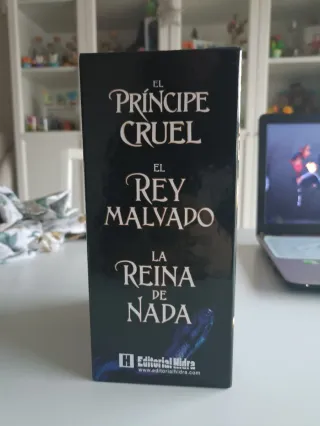 EL
PRÍNCIPE
CRUEL
EL
REY
MALVADO
LA
REINA
DE
NADA
H Editorial Hidra
www.editorialhidra.com